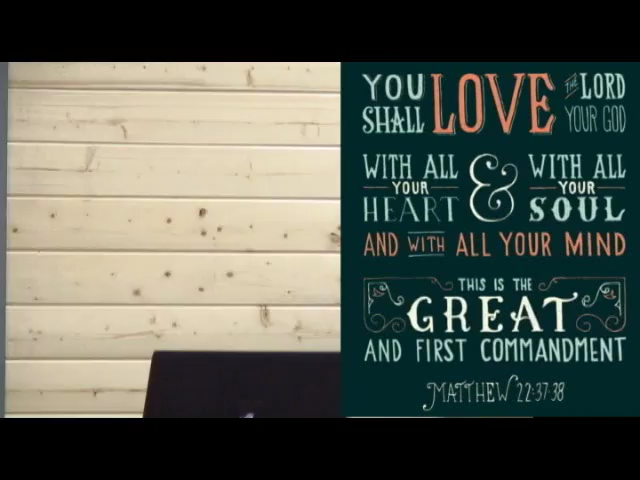 YOU SHALL LOVE THE LORD YOUR GOD
WITH ALL YOUR HEART & WITH ALL YOUR SOUL
AND WITH ALL YOUR MIND
THIS IS THE
GREAT
AND FIRST COMMANDMENT
MATTHEW 22:37-38